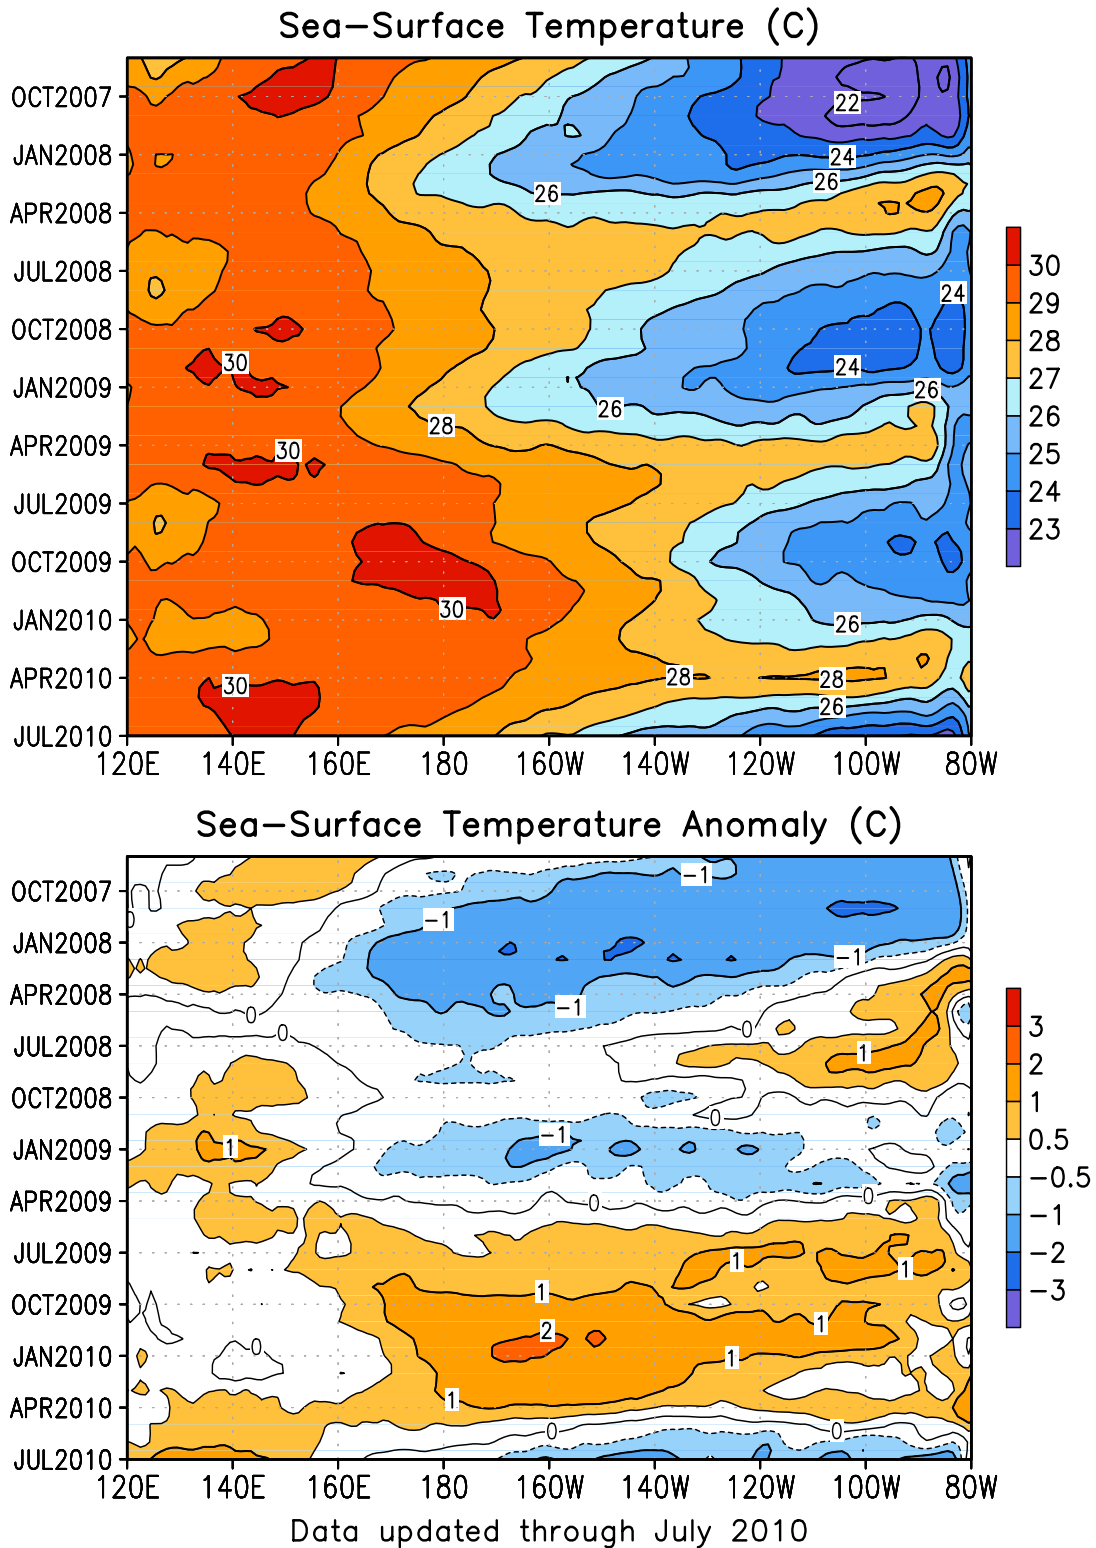 Sea-Surface Temperature (C)
OCT2007
22
JAN2008
24
26
26
APR2008
JUL2008
24
30
29
OCT2008
28
30
24
27
JAN2009
26
26
26
28
APR2009
30
25
24
JUL2009
23
OCT2009
30
JAN2010
26
APR2010
30
28
28
26
JUL2010
120E 140E 160E 180 160W 140W 120W 100W 80W
Sea-Surface Temperature Anomaly (C)
OCT2007
-1
-1
JAN2008
-1
APR2008
-1
0
0
0
3
JUL2008
1
2
OCT2008
1
0
0.5
JAN2009
1
-1
-0.5
APR2009
0
0
-1
JUL2009
1
1
-2
1
-3
OCT2009
1
2
JAN2010
0
1
1
APR2010
0
0
JUL2010
120E 140E 160E 180 160W 140W 120W 100W 80W
Data updated through July 2010